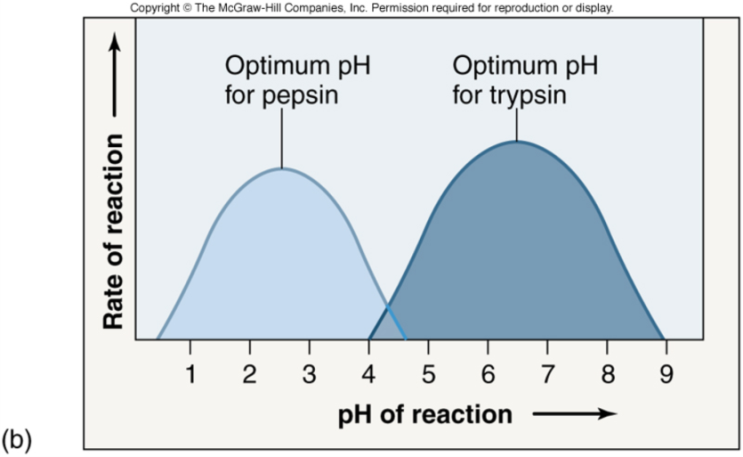 Copyright © The McGraw-Hill Companies, Inc. Permission required for reproduction or display.
Optimum pH
for pepsin
Optimum pH
for trypsin
Rate of reaction
1 2 3 4 5 6 7 8 9
pH of reaction
(b)